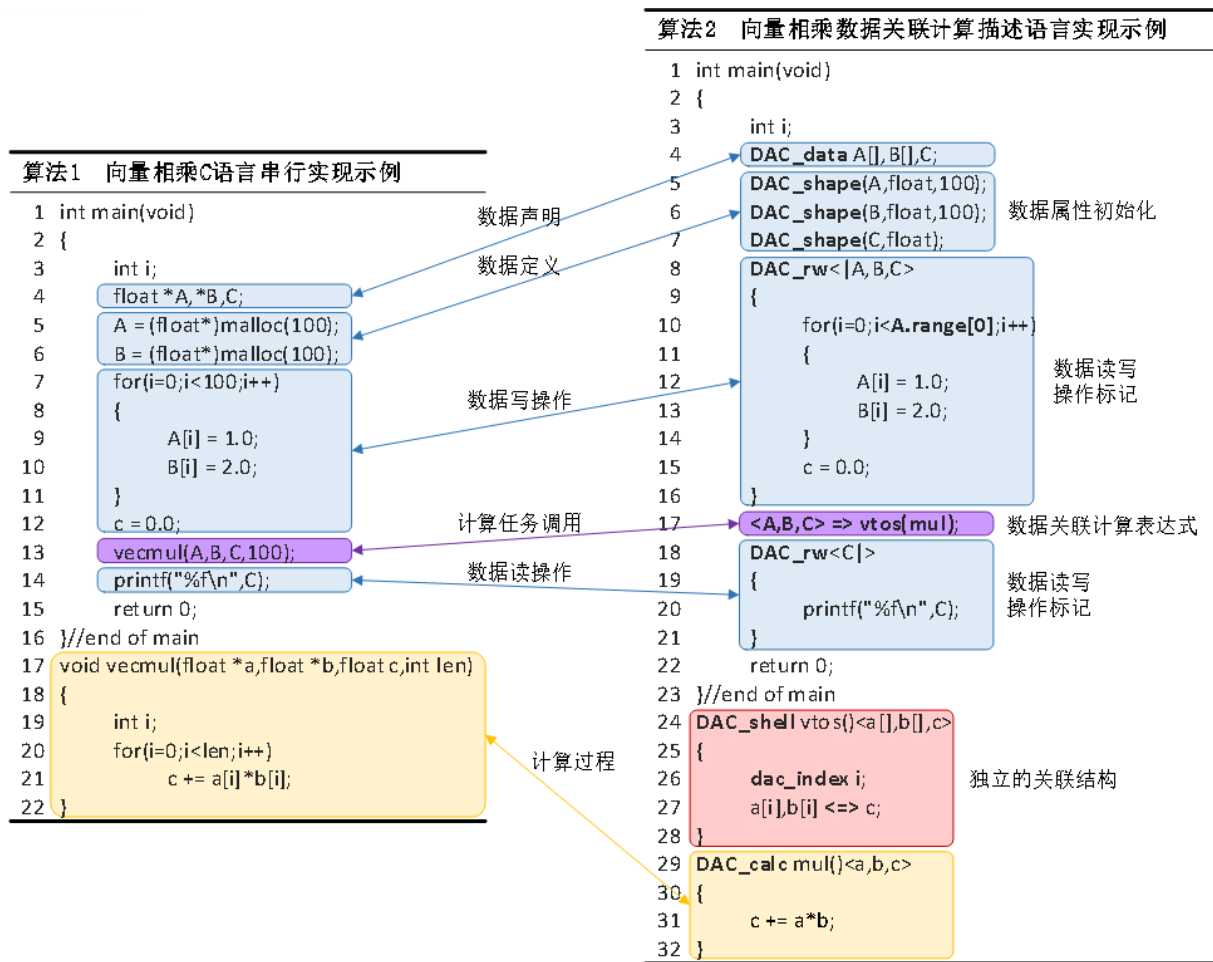 算法1 向量相乘C语言串行实现示例
1 int main(void)
2 {
3 int i;
4 float *A,*B,C;
5 A = (float*)malloc(100);
6 B = (float*)malloc(100);
7 for(i=0;i<100;i++)
8 {
9 A[i] = 1.0;
10 B[i] = 2.0;
11 }
12 c = 0.0;
13 vecmul(A,B,C,100);
14 printf("%f\n",C);
15 return 0;
16 }//end of main
17 void vecmul(float *a,float *b,float c,int len)
18 {
19 int i;
20 for(i=0;i<len;i++)
21 c += a[i]*b[i];
22 }
数据声明
数据定义
数据写操作
计算任务调用
数据读操作
计算过程
算法2 向量相乘数据关联计算描述语言实现示例
1 int main(void)
2 {
3 int i;
4 DAC_data A[],B[],C;
5 DAC_shape(A,float,100);
6 DAC_shape(B,float,100);
7 DAC_shape(C,float);
8 DAC_rw<|A,B,C>
9 {
10 for(i=0;i<A.range[0];i++)
11 {
12 A[i] = 1.0;
13 B[i] = 2.0;
14 }
15 c = 0.0;
16 }
17 <A,B,C> => vtos(mul);
18 DAC_rw<C|>
19 {
20 printf("%f\n",C);
21 }
22 return 0;
23 }//end of main
24 DAC_shell vtos()<a[],b[],c>
25 {
26 dac_index i;
27 a[i],b[i] <=> c;
28 }
29 DAC_calc mul()<a,b,c>
30 {
31 c += a*b;
32 }
数据属性初始化
数据读写
操作标记
数据关联计算表达式
数据读写
操作标记
独立的关联结构